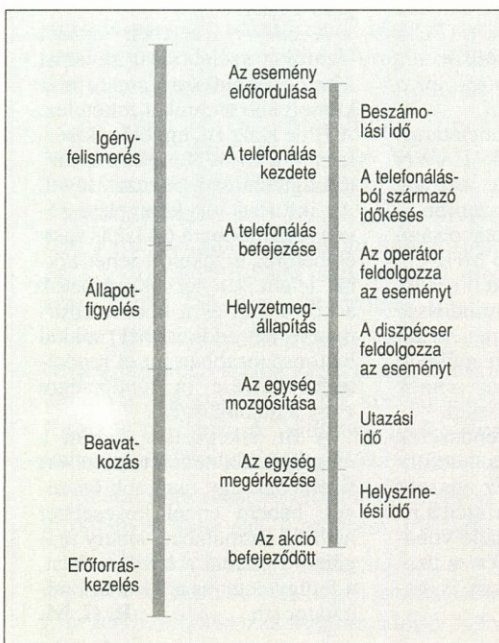 Igény-
felismerés
Állapot-
figyelés
Beavat-
kozás
Erőforrás-
kezelés
Az esemény
előfordulása
A telefonálás
kezdete
A telefonálás
befejezése
Helyzetmeg-
állapítás
Az egység
mozgósítása
Az egység
megérkezése
Az akció
befejeződött
Beszámo-
lási idő
A telefonálás-
ból származó
időkésés
Az operátor
feldolgozza
az eseményt
A diszpécser
feldolgozza
az eseményt
Utazási
idő
Helyszíne-
lési idő